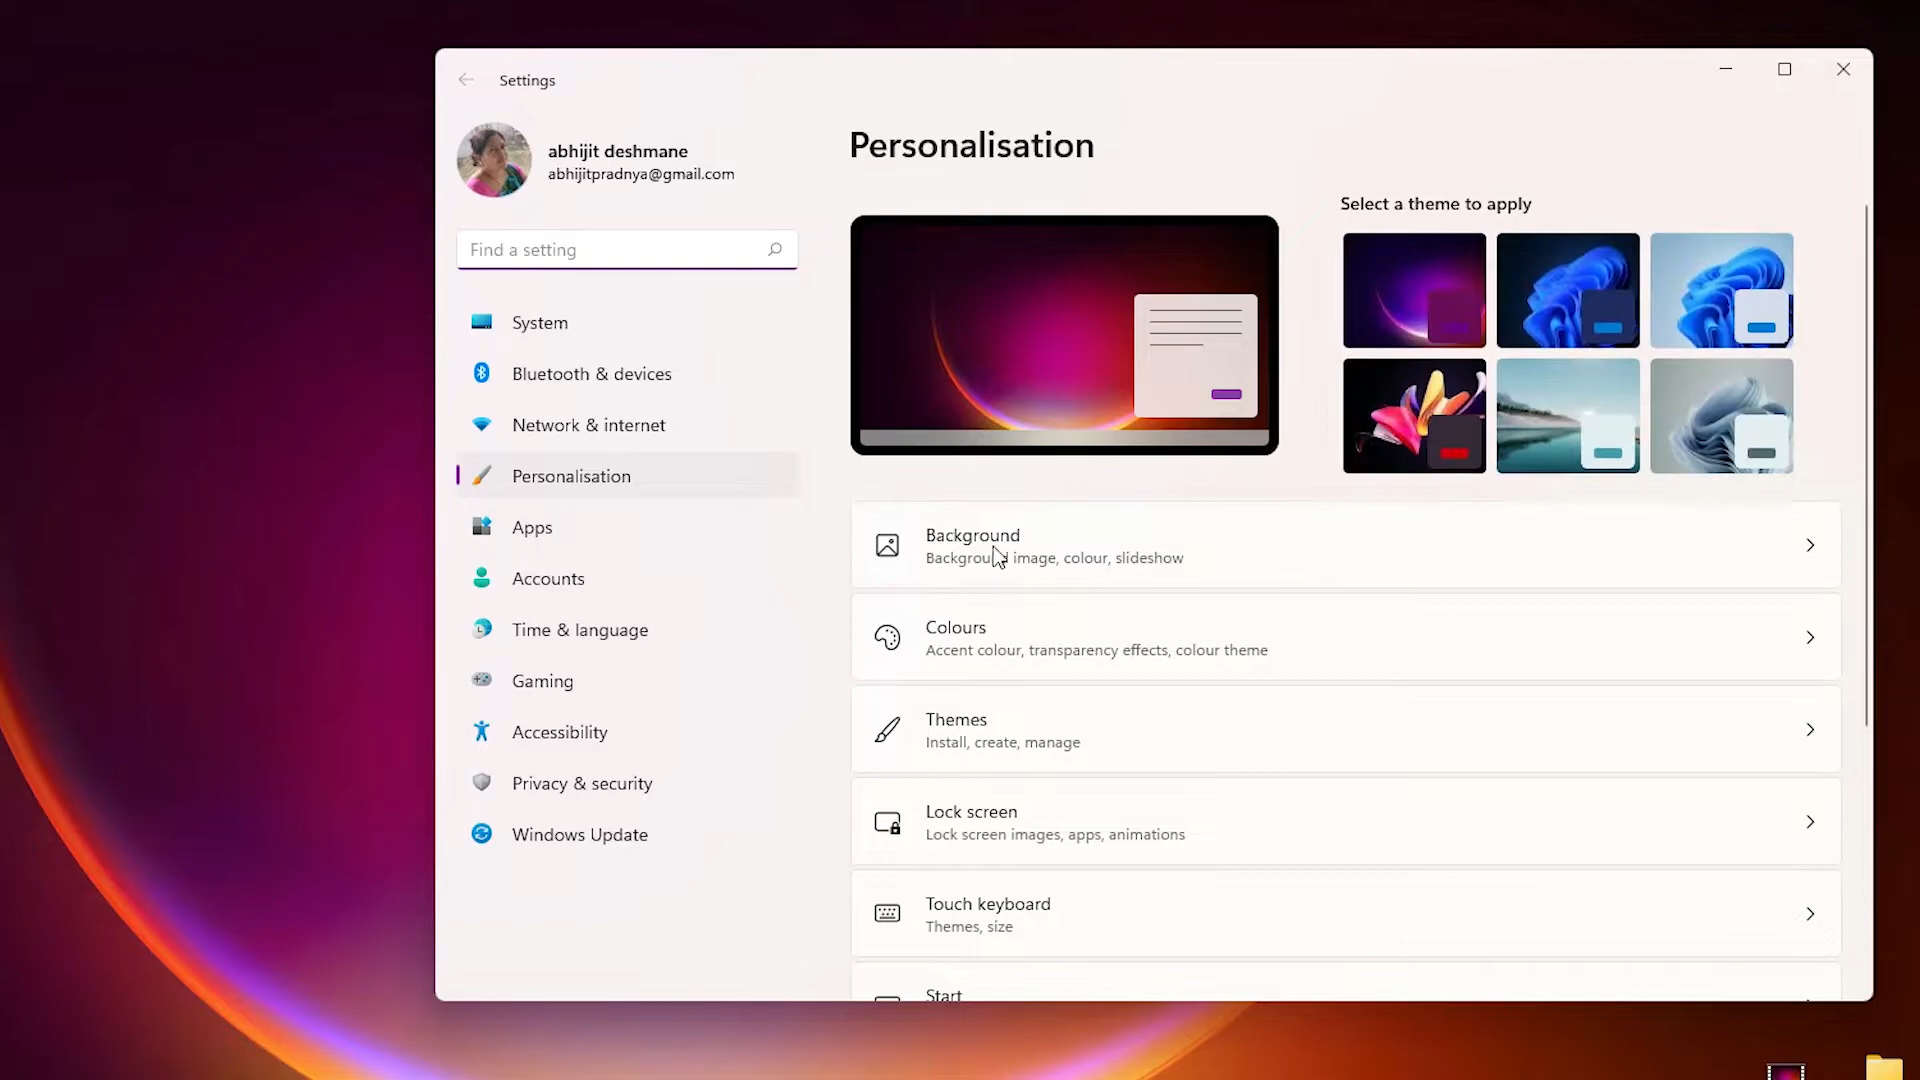 Settings
abhijit deshmane
abhijitpradnya@gmail.com
Find a setting
System
Bluetooth & devices
Network & internet
Personalisation
Apps
Accounts
Time & language
Gaming
Accessibility
Privacy & security
Windows Update
Personalisation
Select a theme to apply
Background
Background image, colour, slideshow
Colours
Accent colour, transparency effects, colour theme
Themes
Install, create, manage
Lock screen
Lock screen images, apps, animations
Touch keyboard
Themes, size
Start